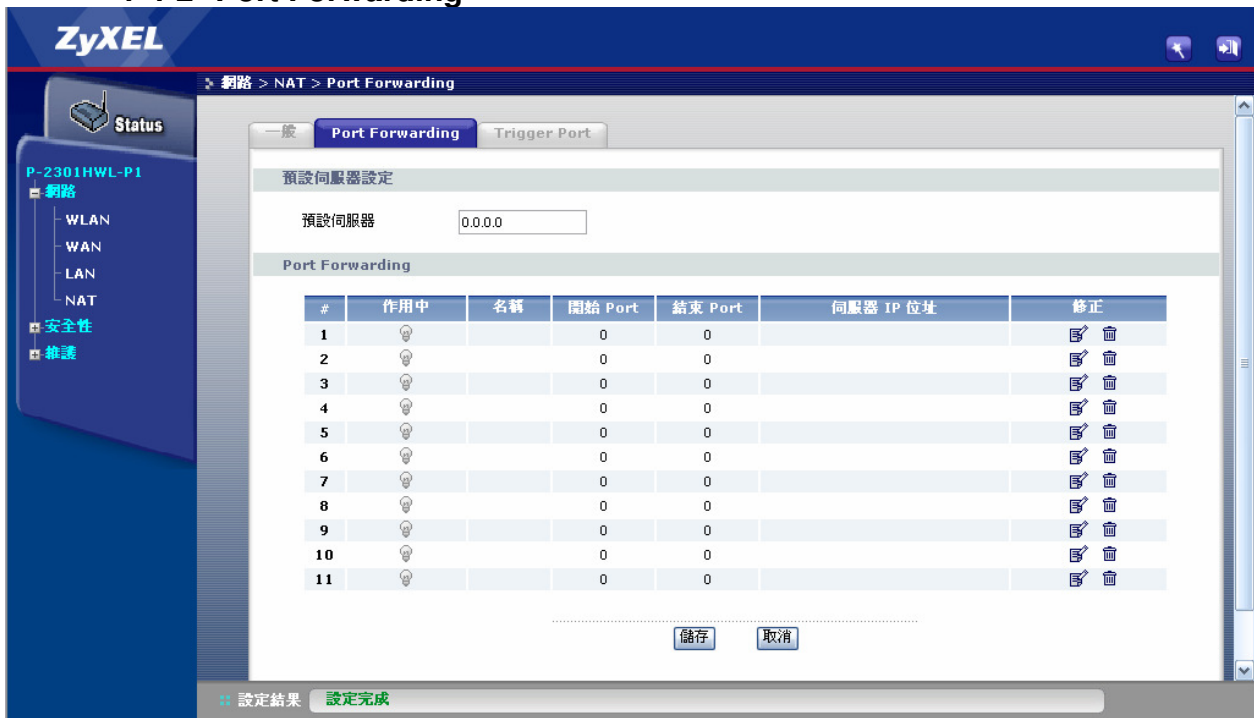 ZyXEL
網路 > NAT > Port Forwarding
Status
一般 Port Forwarding Trigger Port
P-2301HWL-P1
網路
WLAN
WAN
LAN
NAT
安全性
維護
預設伺服器設定
預設伺服器 0.0.0.0
Port Forwarding
# 作用中 名稱 開始 Port 結束 Port 伺服器 IP 位址 修正
1 0 0
2 0 0
3 0 0
4 0 0
5 0 0
6 0 0
7 0 0
8 0 0
9 0 0
10 0 0
11 0 0
儲存 取消
設定結果 設定完成